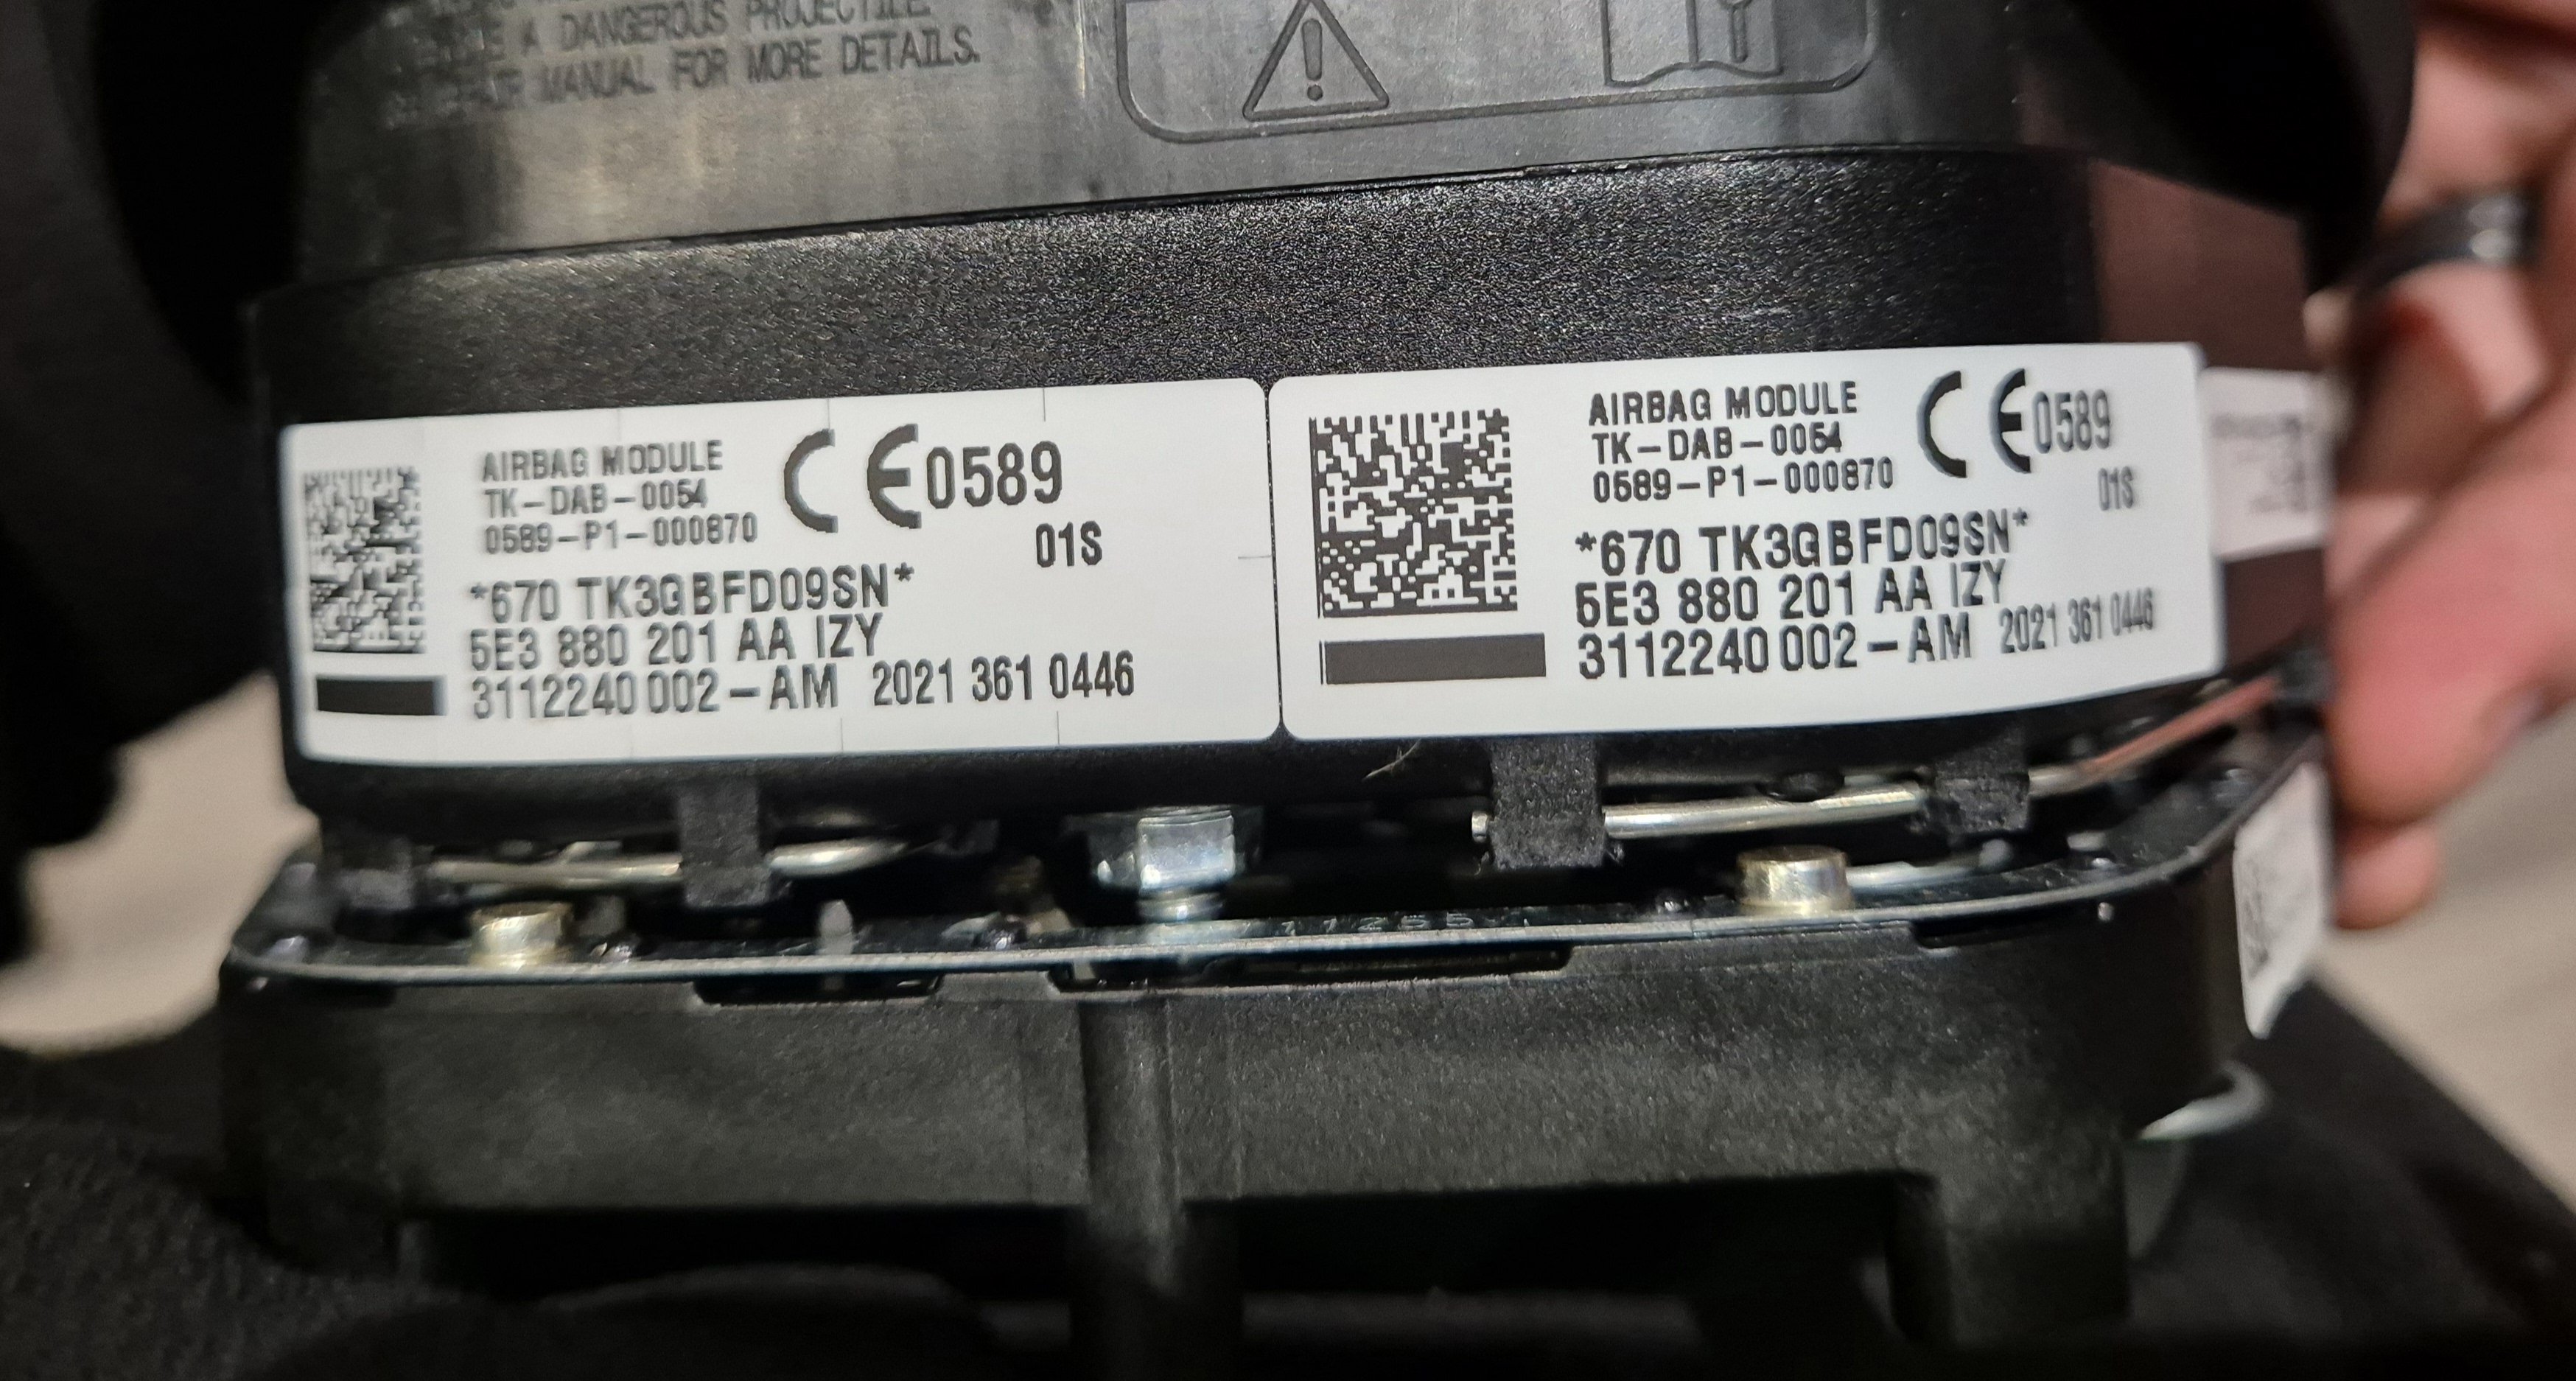 A DANGEROUS PROJECTILE
MANUAL FOR MORE DETAILS.
AIRBAG MODULE
TK-DAB-0054
0589-P1-000870
CE 0589
01S
*670 TK3GBFD09SN*
5E3 880 201 AA IZY
3112240 002-AM 2021 361 0446
AIRBAG MODULE
TK-DAB-0054
0589-P1-000870
CE 0589
01S
*670 TK3GBFD09SN*
5E3 880 201 AA IZY
3112240 002-AM 2021 361 0446